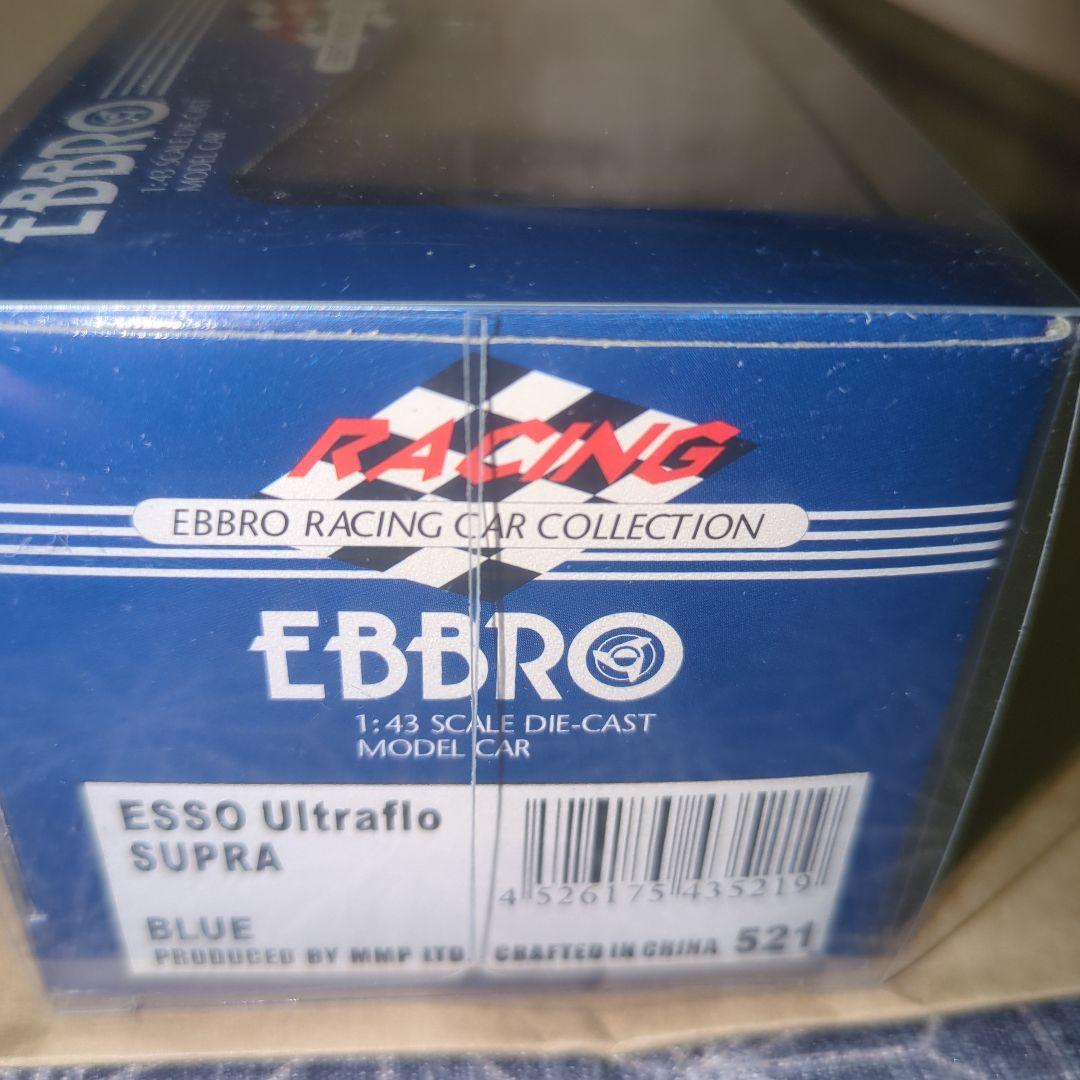 EBBRO
1:43 SCALE DIE-CAST
MODEL CAR
RACING
EBBRO RACING CAR COLLECTION
EBBRO
1:43 SCALE DIE-CAST
MODEL CAR
ESSO Ultraflo
SUPRA
4 526175 435219
BLUE
PRODUCED BY MMP LTD. CRAFTED IN CHINA 521